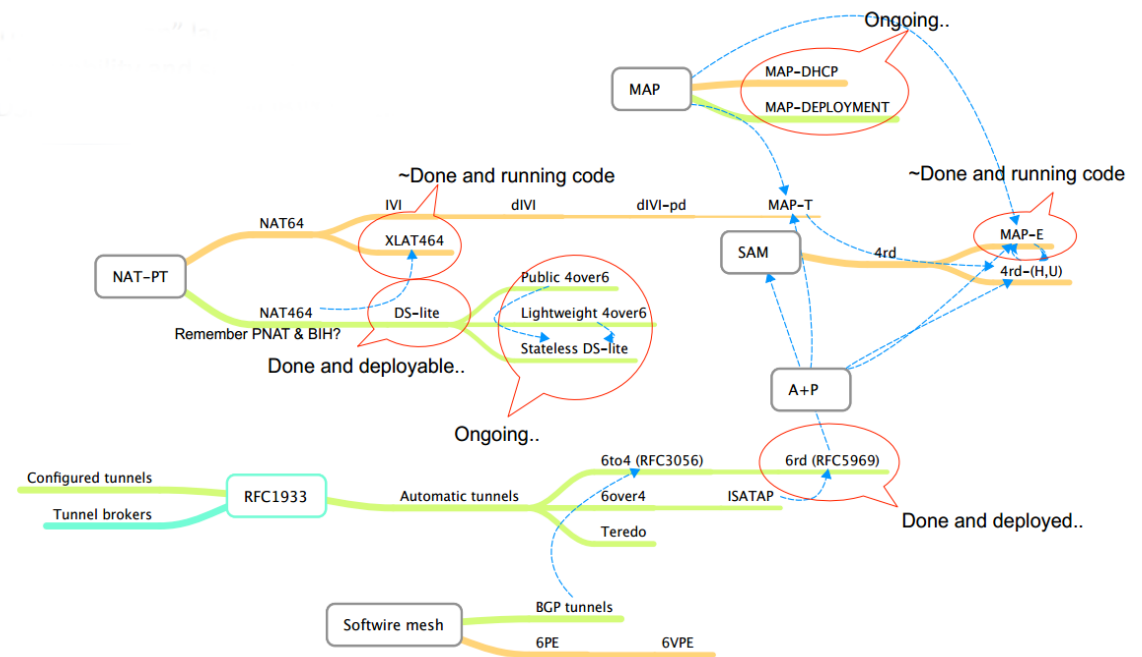 Ongoing..
MAP
MAP-DHCP
MAP-DEPLOYMENT
~Done and running code
~Done and running code
NAT-PT
NAT64
IVI
dIVI
dIVI-pd
MAP-T
XLAT464
SAM
4rd
MAP-E
4rd-(H,U)
NAT464
Remember PNAT & BIH?
DS-lite
Public 4over6
Lightweight 4over6
Stateless DS-lite
Done and deployable..
A+P
Ongoing..
Configured tunnels
Tunnel brokers
RFC1933
Automatic tunnels
6to4 (RFC3056)
6rd (RFC5969)
6over4
ISATAP
Teredo
Done and deployed..
Softwire mesh
BGP tunnels
6PE
6VPE